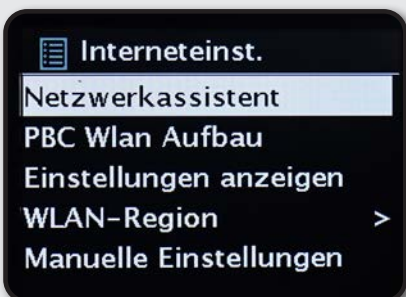 Interneteinst.
Netzwerkassistent
PBC Wlan Aufbau
Einstellungen anzeigen
WLAN-Region >
Manuelle Einstellungen